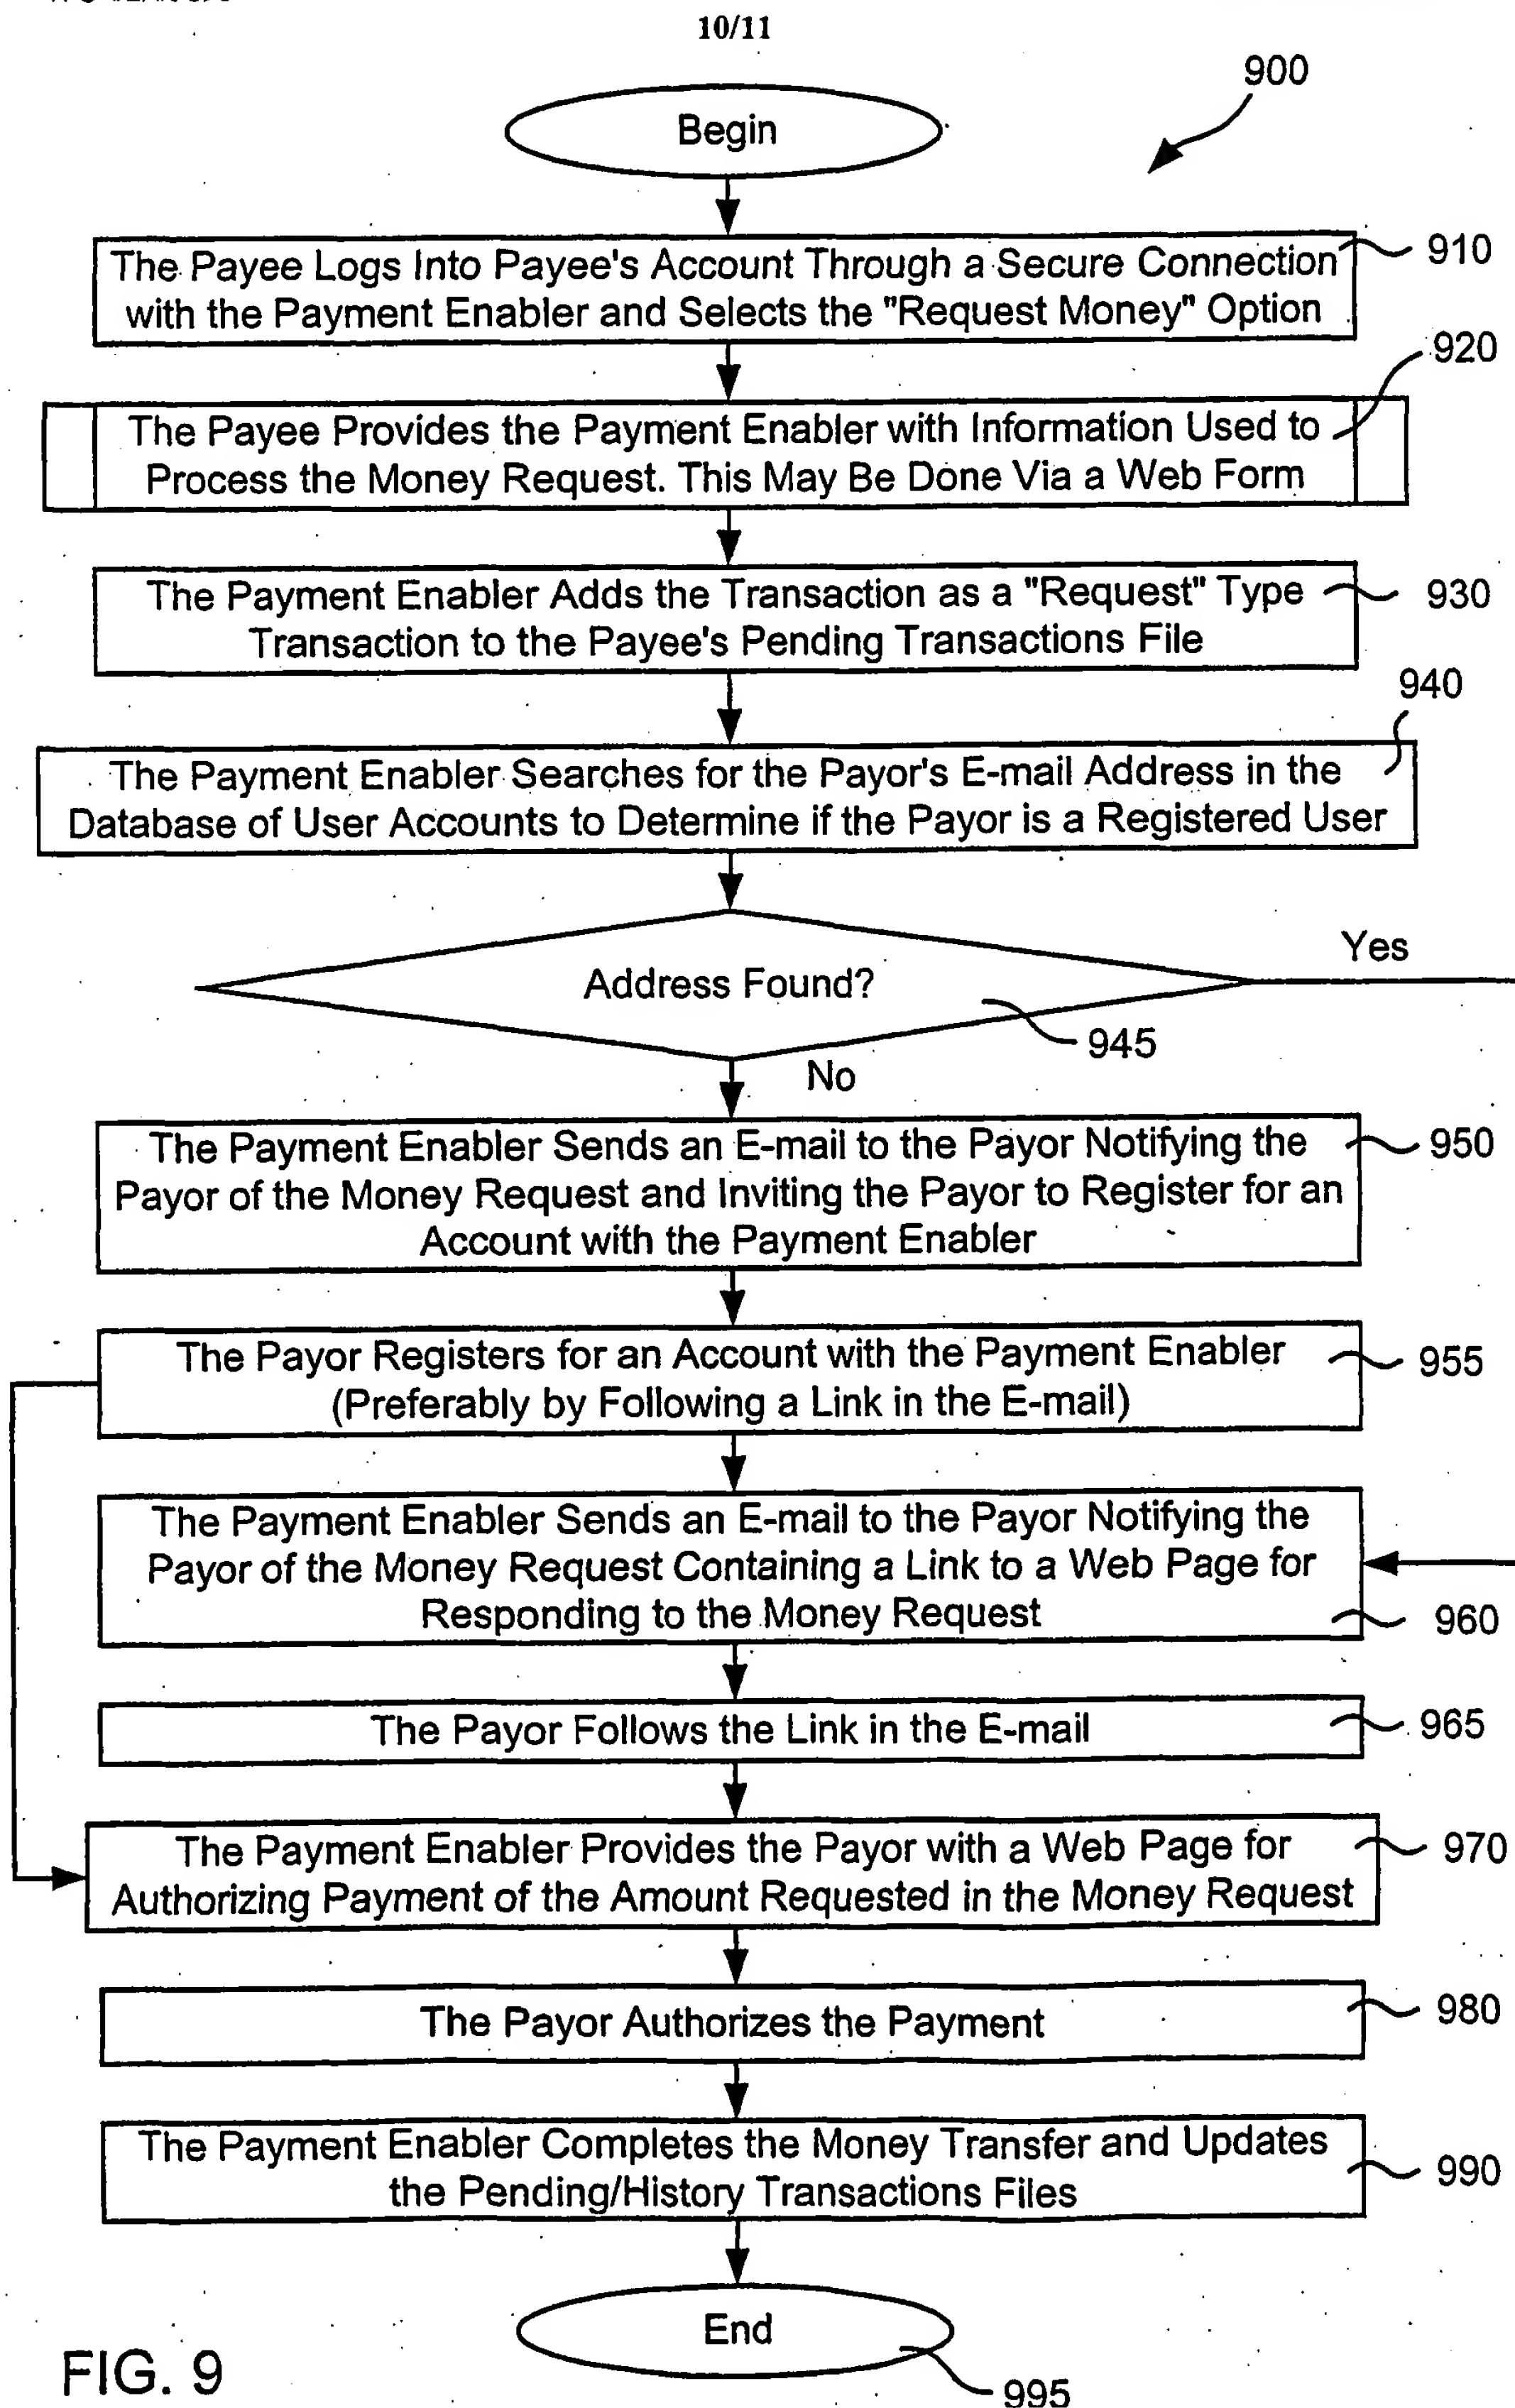 10/11
900
Begin
The Payee Logs Into Payee's Account Through a Secure Connection
with the Payment Enabler and Selects the "Request Money" Option
910
920
The Payee Provides the Payment Enabler with Information Used to
Process the Money Request. This May Be Done Via a Web Form
The Payment Enabler Adds the Transaction as a "Request" Type
Transaction to the Payee's Pending Transactions File
930
940
The Payment Enabler Searches for the Payor's E-mail Address in the
Database of User Accounts to Determine if the Payor is a Registered User
Yes
Address Found?
945
No
The Payment Enabler Sends an E-mail to the Payor Notifying the
Payor of the Money Request and Inviting the Payor to Register for an
Account with the Payment Enabler
950
The Payor Registers for an Account with the Payment Enabler
(Preferably by Following a Link in the E-mail)
955
The Payment Enabler Sends an E-mail to the Payor Notifying the
Payor of the Money Request Containing a Link to a Web Page for
Responding to the Money Request
960
The Payor Follows the Link in the E-mail
965
The Payment Enabler Provides the Payor with a Web Page for
Authorizing Payment of the Amount Requested in the Money Request
970
The Payor Authorizes the Payment
980
The Payment Enabler Completes the Money Transfer and Updates
the Pending/History Transactions Files
990
End
995
FIG. 9